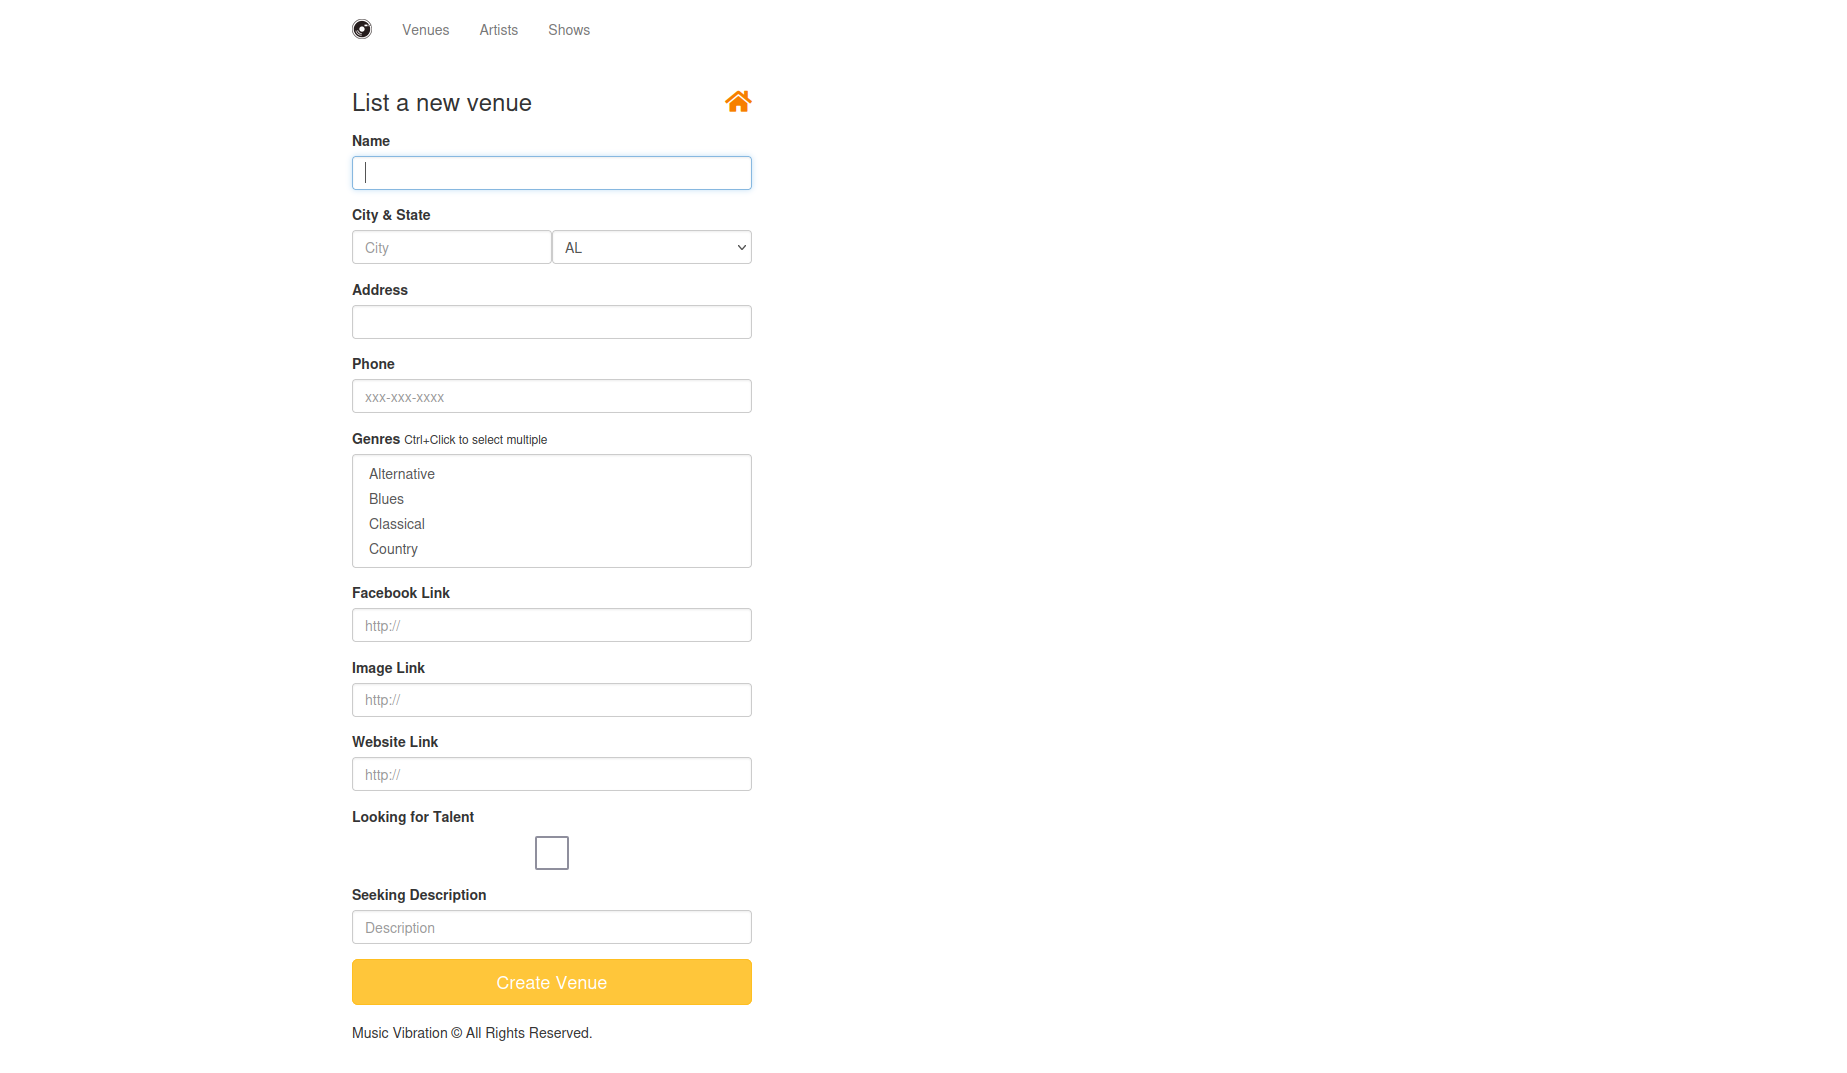 Venues Artists Shows
List a new venue
Name
City & State
City AL
Address
Phone
xxx-xxx-xxxx
Genres Ctrl+Click to select multiple
Alternative
Blues
Classical
Country
Facebook Link
http://
Image Link
http://
Website Link
http://
Looking for Talent
Seeking Description
Description
Create Venue
Music Vibration © All Rights Reserved.